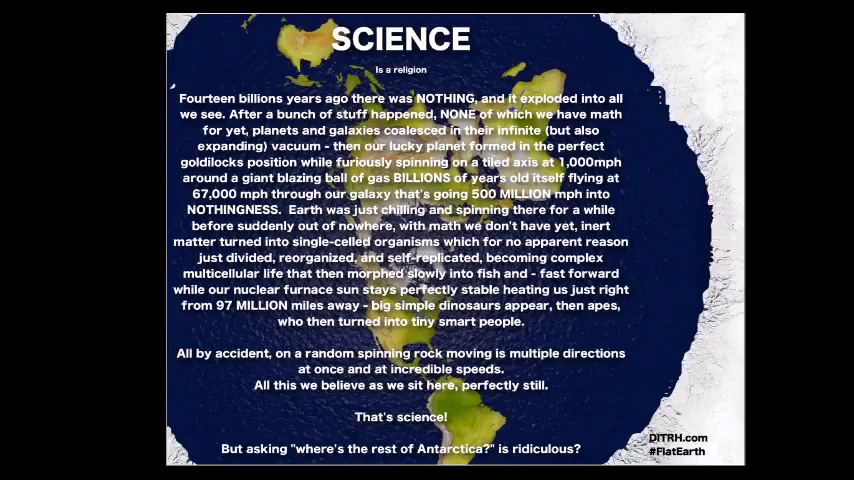 SCIENCE
Is a religion
Fourteen billions years ago there was NOTHING, and it exploded into all
we see. After a bunch of stuff happened, NONE of which we have math
for yet, planets and galaxies coalesced in their infinite (but also
expanding) vacuum - then our lucky planet formed in the perfect
goldilocks position while furiously spinning on a tiled axis at 1,000mph
around a giant blazing ball of gas BILLIONS of years old itself flying at
67,000 mph through our galaxy that's going 500 MILLION mph into
NOTHINGNESS. Earth was just chilling and spinning there for a while
before suddenly out of nowhere, with math we don't have yet, inert
matter turned into single-celled organisms which for no apparent reason
just divided, reorganized, and self-replicated, becoming complex
multicellular life that then morphed slowly into fish and - fast forward
while our nuclear furnace sun stays perfectly stable heating us just right
from 97 MILLION miles away - big simple dinosaurs appear, then apes,
who then turned into tiny smart people.
All by accident, on a random spinning rock moving is multiple directions
at once and at incredible speeds.
All this we believe as we sit here, perfectly still.
That's science!
But asking "where's the rest of Antarctica?" is ridiculous?
DITRH.com
#FlatEarth